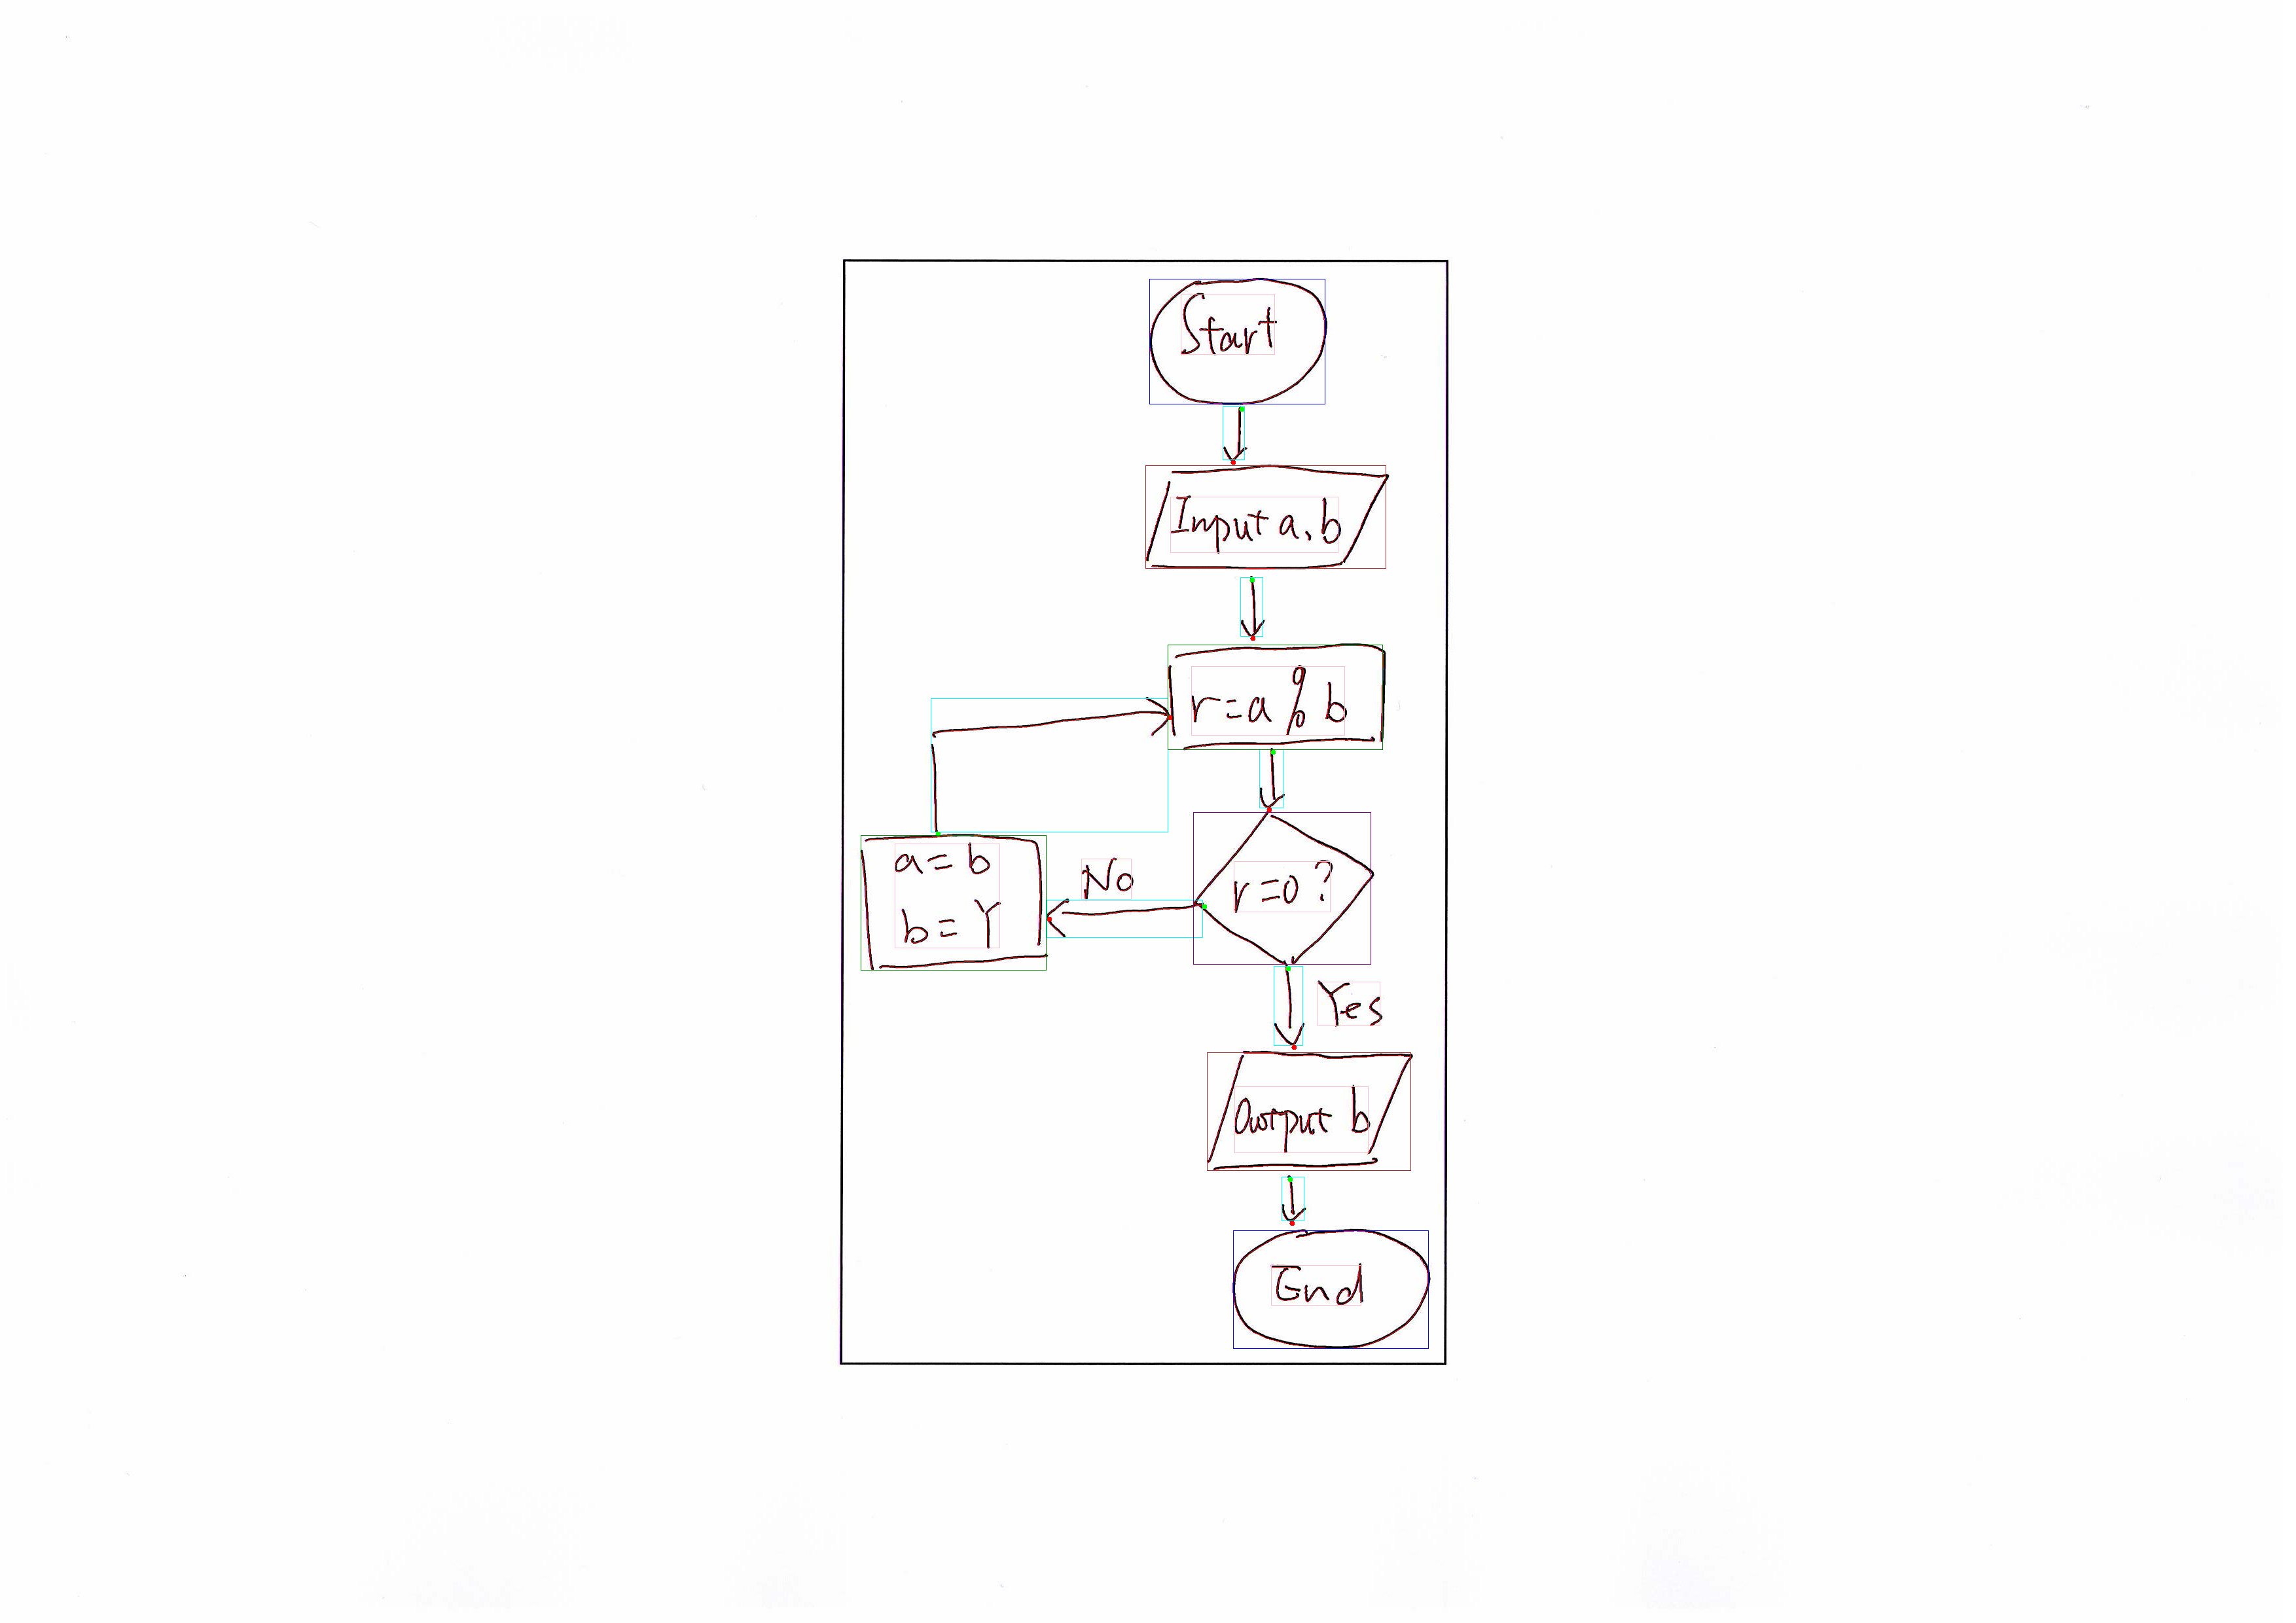 Start
Input a, b
r=a % b
a=b
b=r
No
r=0?
Yes
Output b
End